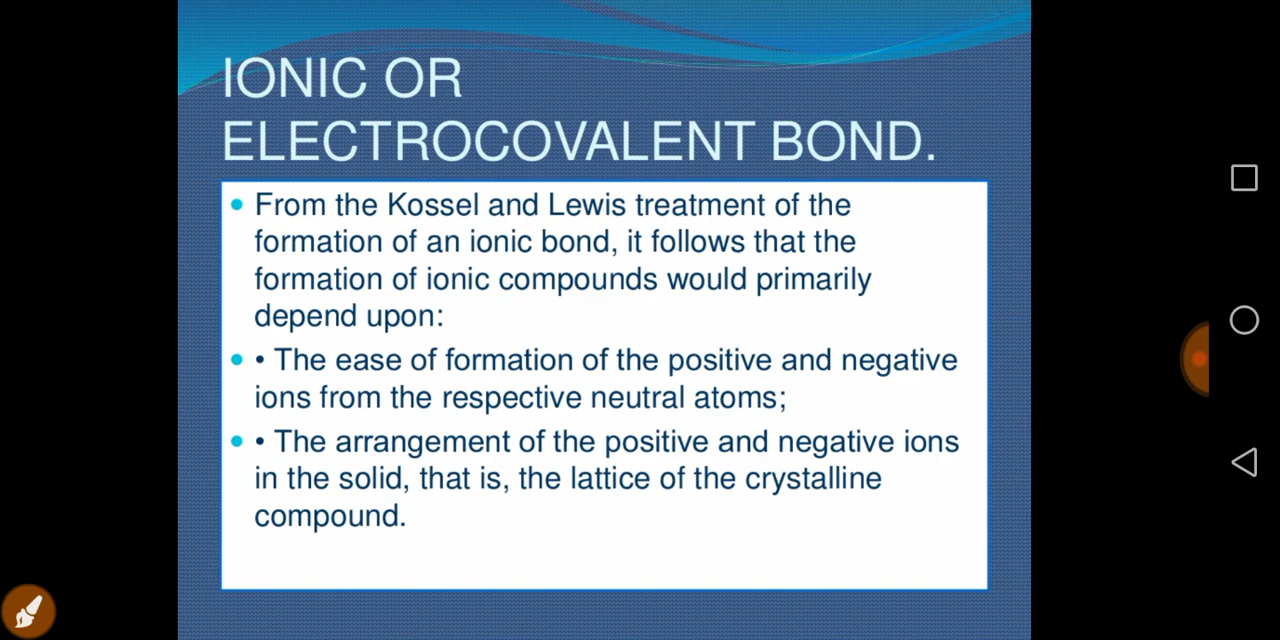 IONIC OR
ELECTROCOVALENT BOND.
• From the Kossel and Lewis treatment of the
formation of an ionic bond, it follows that the
formation of ionic compounds would primarily
depend upon:
• • The ease of formation of the positive and negative
ions from the respective neutral atoms;
• • The arrangement of the positive and negative ions
in the solid, that is, the lattice of the crystalline
compound.